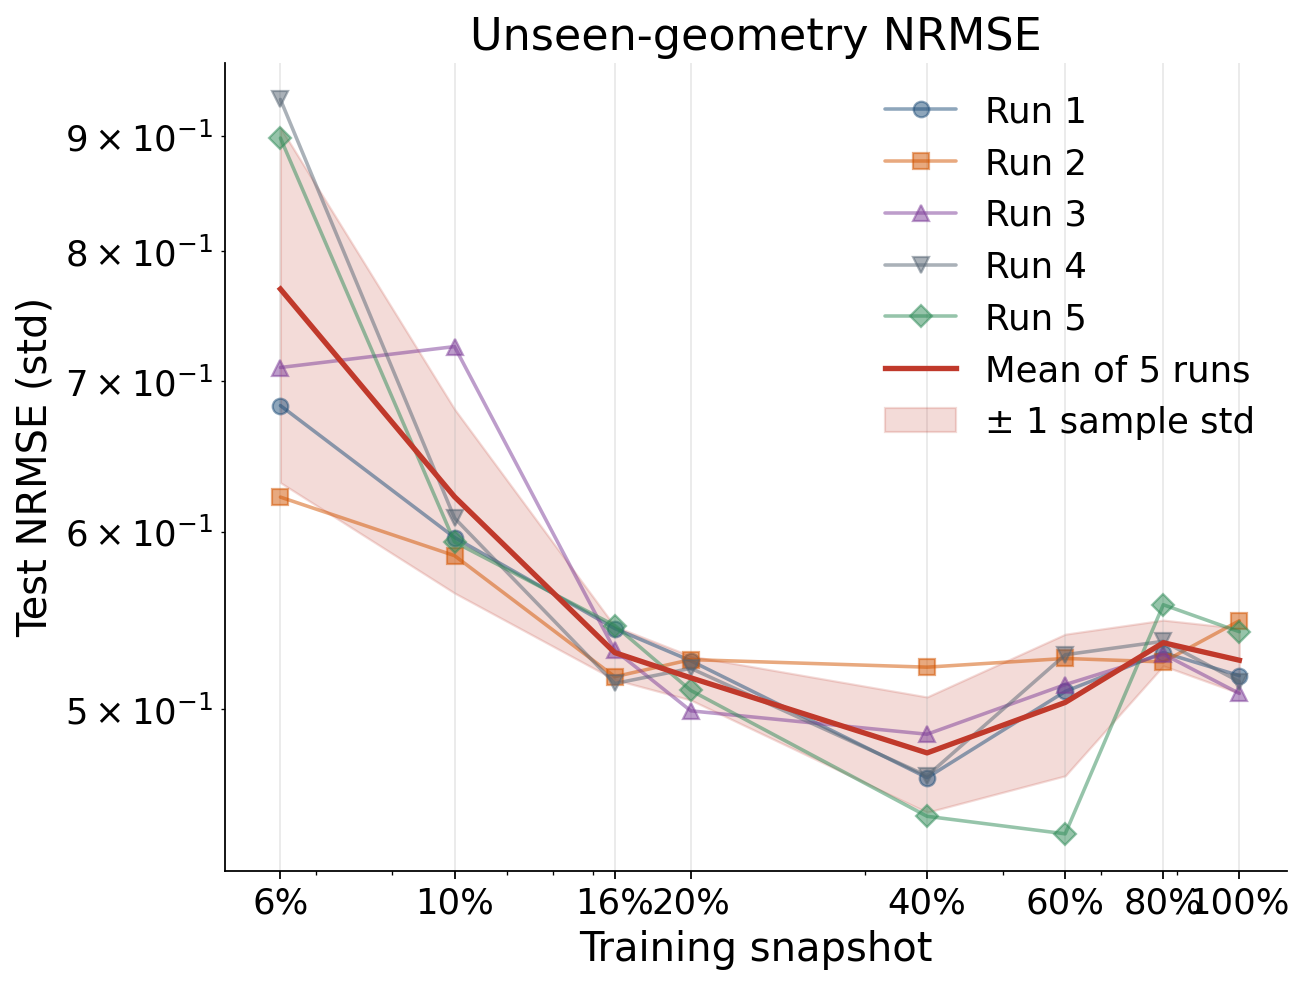 Unseen-geometry NRMSE
9 × 10⁻¹
8 × 10⁻¹
7 × 10⁻¹
6 × 10⁻¹
5 × 10⁻¹
Test NRMSE (std)
Run 1
Run 2
Run 3
Run 4
Run 5
Mean of 5 runs
± 1 sample std
6% 10% 16% 20% 40% 60% 80% 100%
Training snapshot